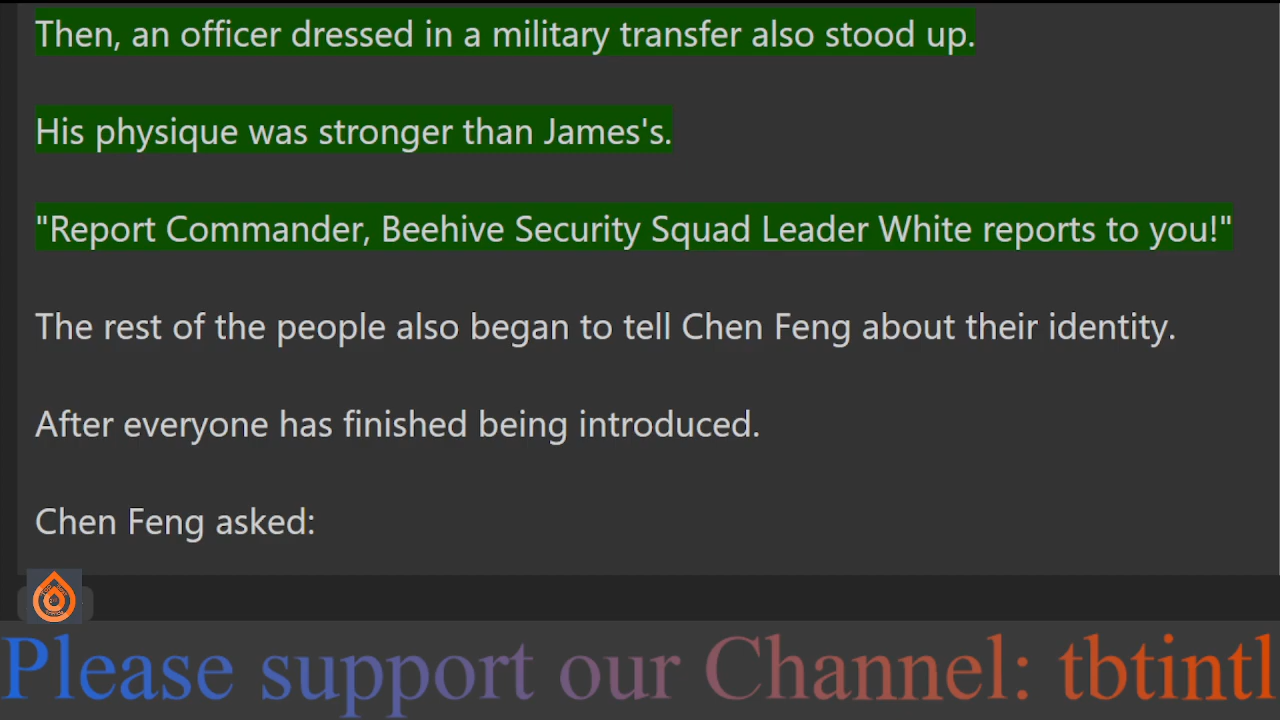 Then, an officer dressed in a military transfer also stood up.
His physique was stronger than James's.
"Report Commander, Beehive Security Squad Leader White reports to you!"
The rest of the people also began to tell Chen Feng about their identity.
After everyone has finished being introduced.
Chen Feng asked:
Please support our Channel: tbtintl